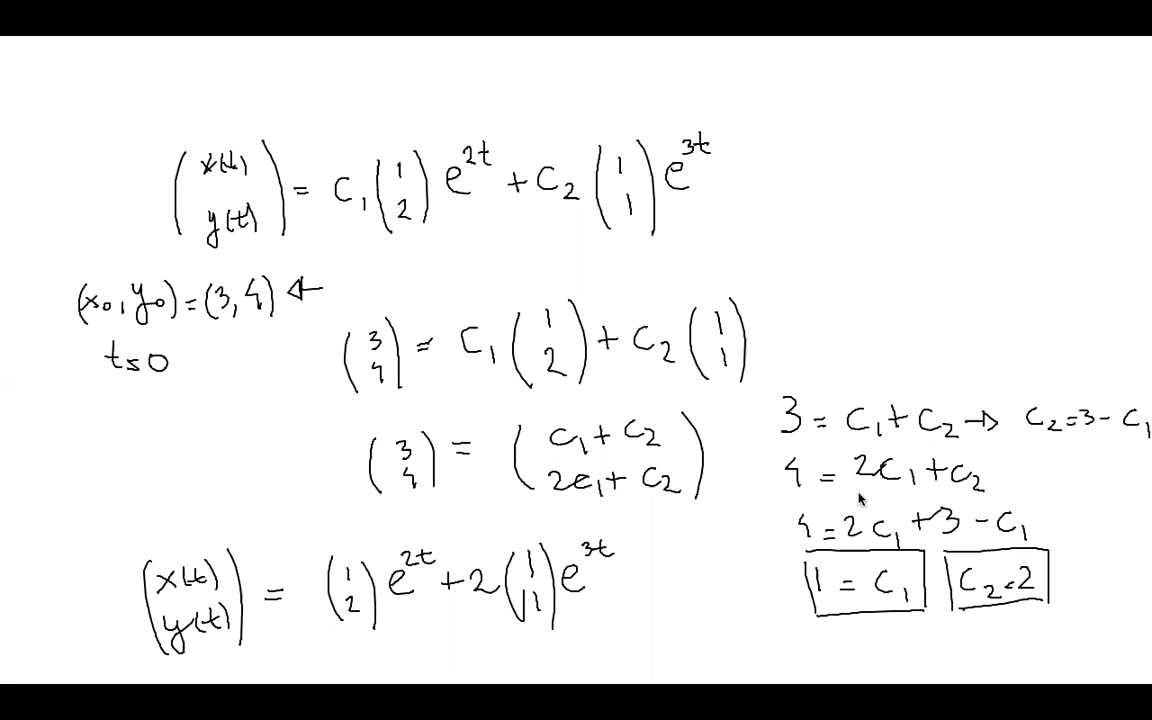 (x(t) y(t)) = C₁ (1 2) e^2t + C₂ (1 1) e^3t
(x₀, y₀) = (3, 4) ←
t = 0
(3 4) = C₁ (1 2) + C₂ (1 1)
(3 4) = (C₁ + C₂ 2C₁ + C₂)
3 = C₁ + C₂ → C₂ = 3 - C₁
4 = 2C₁ + C₂
4 = 2C₁ + 3 - C₁
1 = C₁ C₂ = 2
(x(t) y(t)) = (1 2) e^2t + 2 (1 1) e^3t